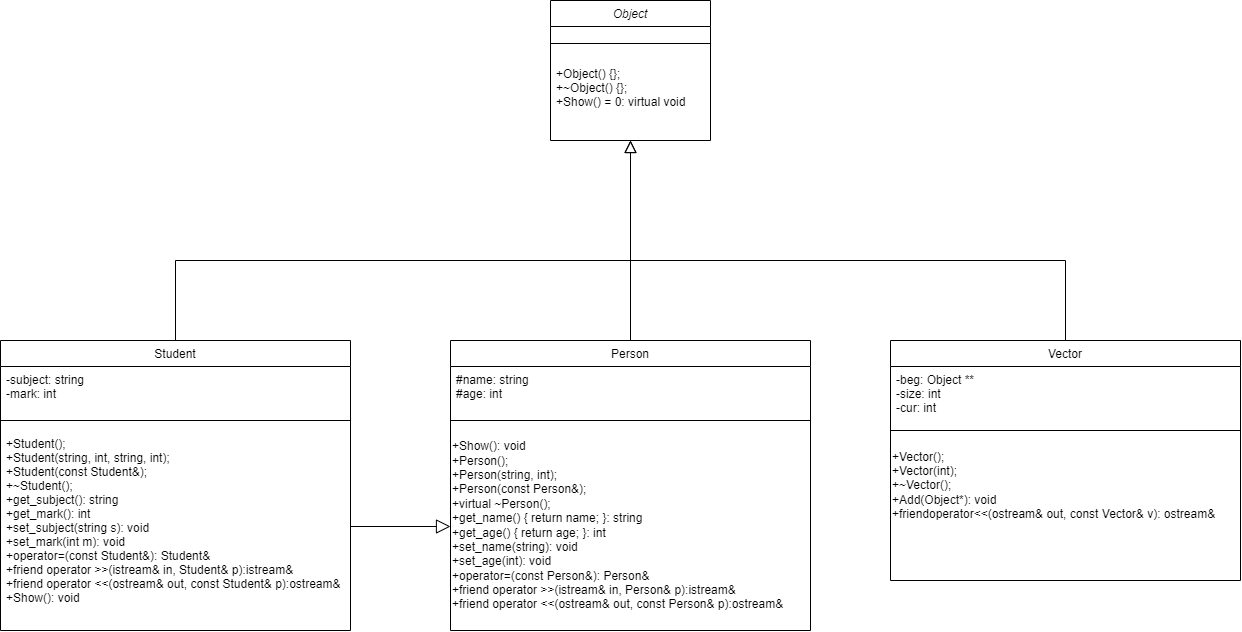 Object
+Object() {};
+~Object() {};
+Show() = 0: virtual void
Student
-subject: string
-mark: int
+Student();
+Student(string, int, string, int);
+Student(const Student&);
+~Student();
+get_subject(): string
+get_mark(): int
+set_subject(string s): void
+set_mark(int m): void
+operator=(const Student&): Student&
+friend operator >>(istream& in, Student& p):istream&
+friend operator <<(ostream& out, const Student& p):ostream&
+Show(): void
Person
#name: string
#age: int
+Show(): void
+Person();
+Person(string, int);
+Person(const Person&);
+virtual ~Person();
+get_name() { return name; }: string
+get_age() { return age; }: int
+set_name(string): void
+set_age(int): void
+operator=(const Person&): Person&
+friend operator >>(istream& in, Person& p):istream&
+friend operator <<(ostream& out, const Person& p):ostream&
Vector
-beg: Object **
-size: int
-cur: int
+Vector();
+Vector(int);
+~Vector();
+Add(Object*): void
+friendoperator<<(ostream& out, const Vector& v): ostream&